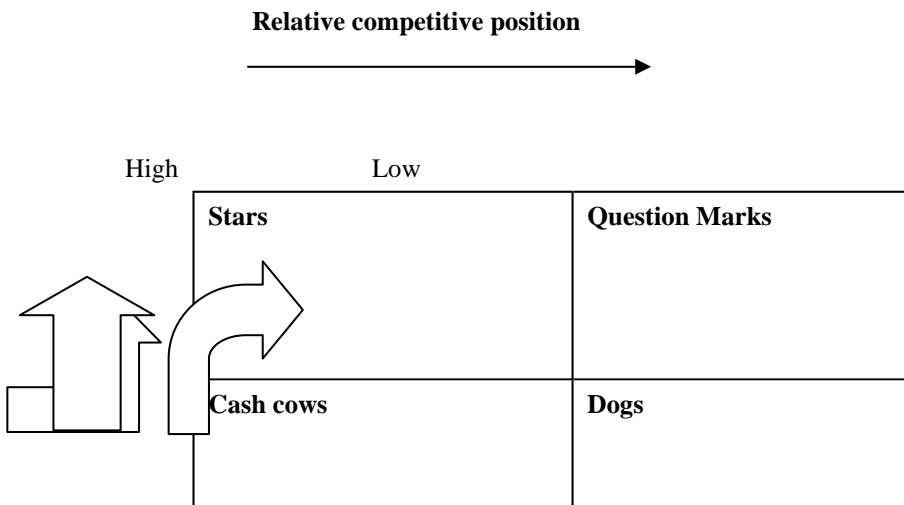 Relative competitive position
High Low
Stars Question Marks
Cash cows Dogs